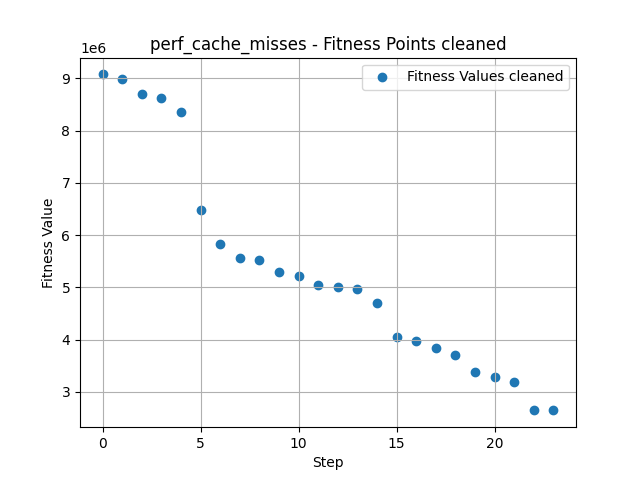 perf_cache_misses - Fitness Points cleaned
1e6
Fitness Values cleaned
9
8
7
6
5
4
3
Fitness Value
0 5 10 15 20
Step